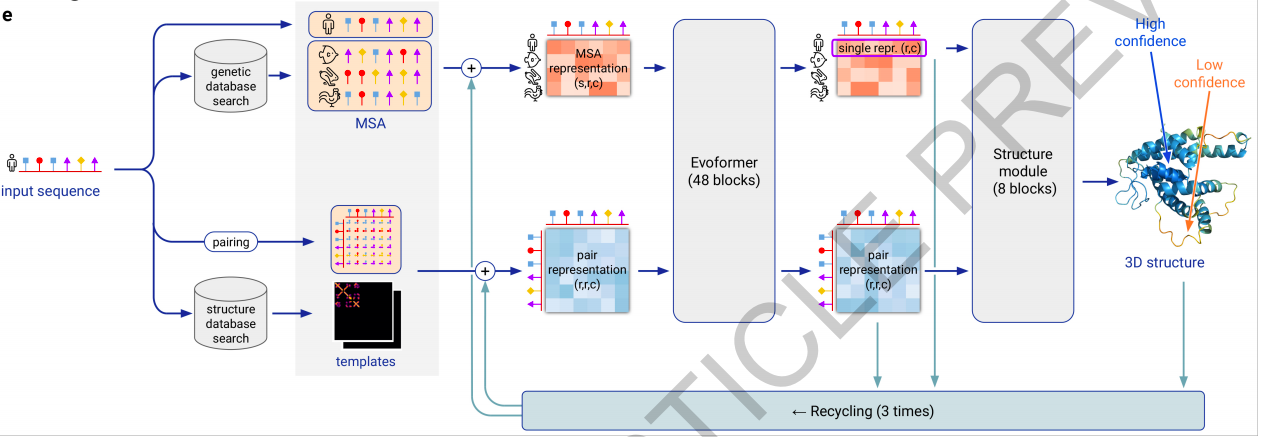 e
input sequence
genetic
database
search
MSA
pairing
structure
database
search
templates
+
+
MSA
representation
(s,r,c)
pair
representation
(r,r,c)
Evoformer
(48 blocks)
single repr. (r,c)
pair
representation
(r,r,c)
Structure
module
(8 blocks)
High
confidence
Low
confidence
3D structure
← Recycling (3 times)
TICLE PREV